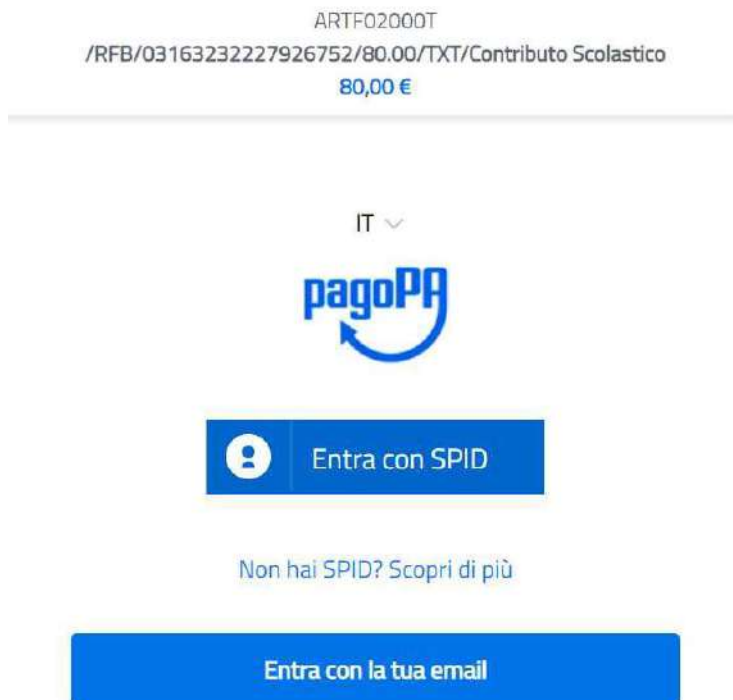 ARTF02000T
/RFB/03163232227926752/80.00/TXT/Contributo Scolastico
80,00 €
IT
pagoPA
Entra con SPID
Non hai SPID? Scopri di più
Entra con la tua email